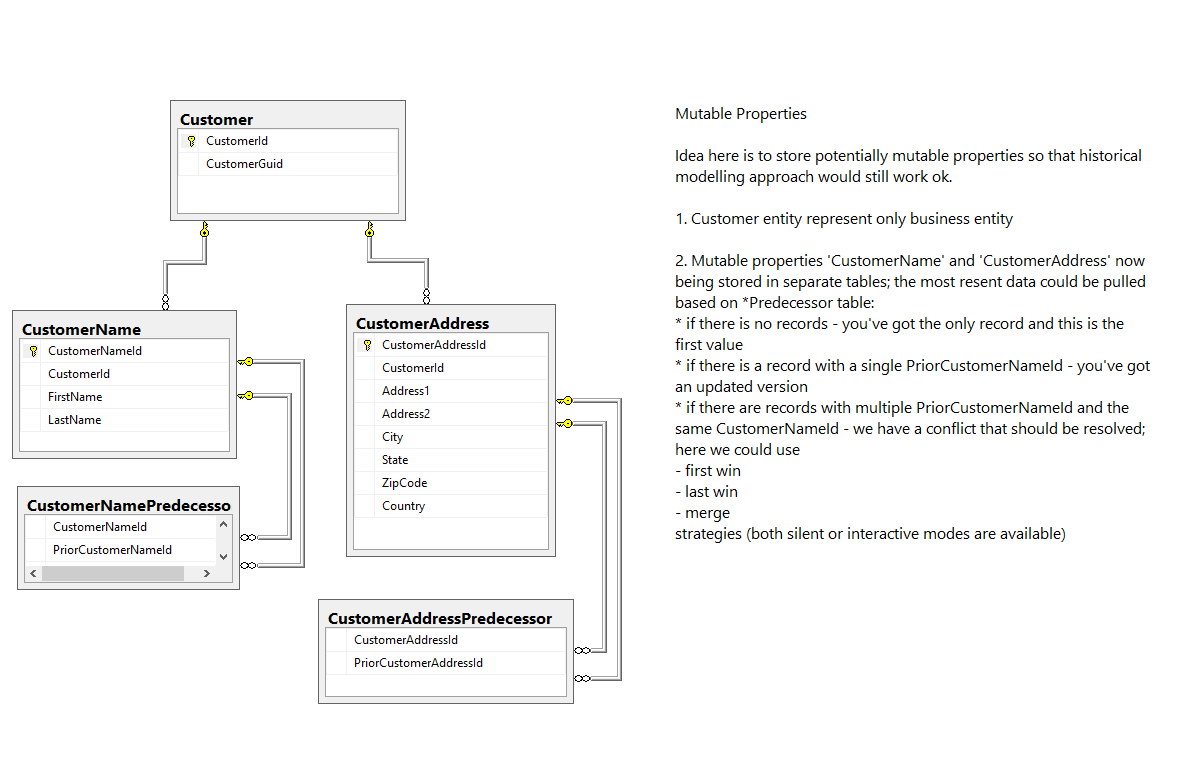 Customer
CustomerId
CustomerGuid
CustomerName
CustomerNameId
CustomerId
FirstName
LastName
CustomerNamePredecesso
CustomerNameId
PriorCustomerNameId
CustomerAddress
CustomerAddressId
CustomerId
Address1
Address2
City
State
ZipCode
Country
CustomerAddressPredecessor
CustomerAddressId
PriorCustomerAddressId
Mutable Properties
Idea here is to store potentially mutable properties so that historical
modelling approach would still work ok.
1. Customer entity represent only business entity
2. Mutable properties 'CustomerName' and 'CustomerAddress' now
being stored in separate tables; the most resent data could be pulled
based on *Predecessor table:
* if there is no records - you've got the only record and this is the
first value
* if there is a record with a single PriorCustomerNameId - you've got
an updated version
* if there are records with multiple PriorCustomerNameId and the
same CustomerNameId - we have a conflict that should be resolved;
here we could use
- first win
- last win
- merge
strategies (both silent or interactive modes are available)